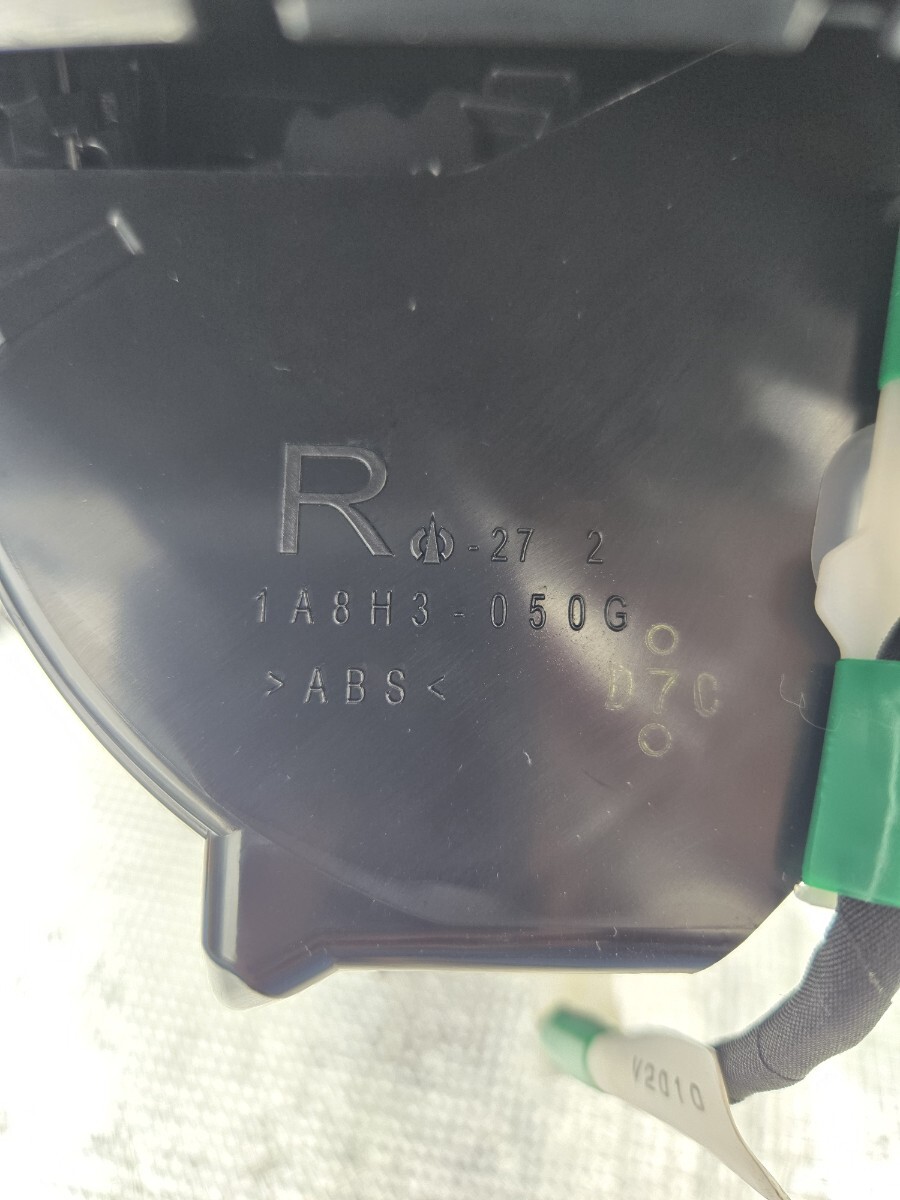 R -27 2
1A8H3-050G
>ABS<
D7C
V2010